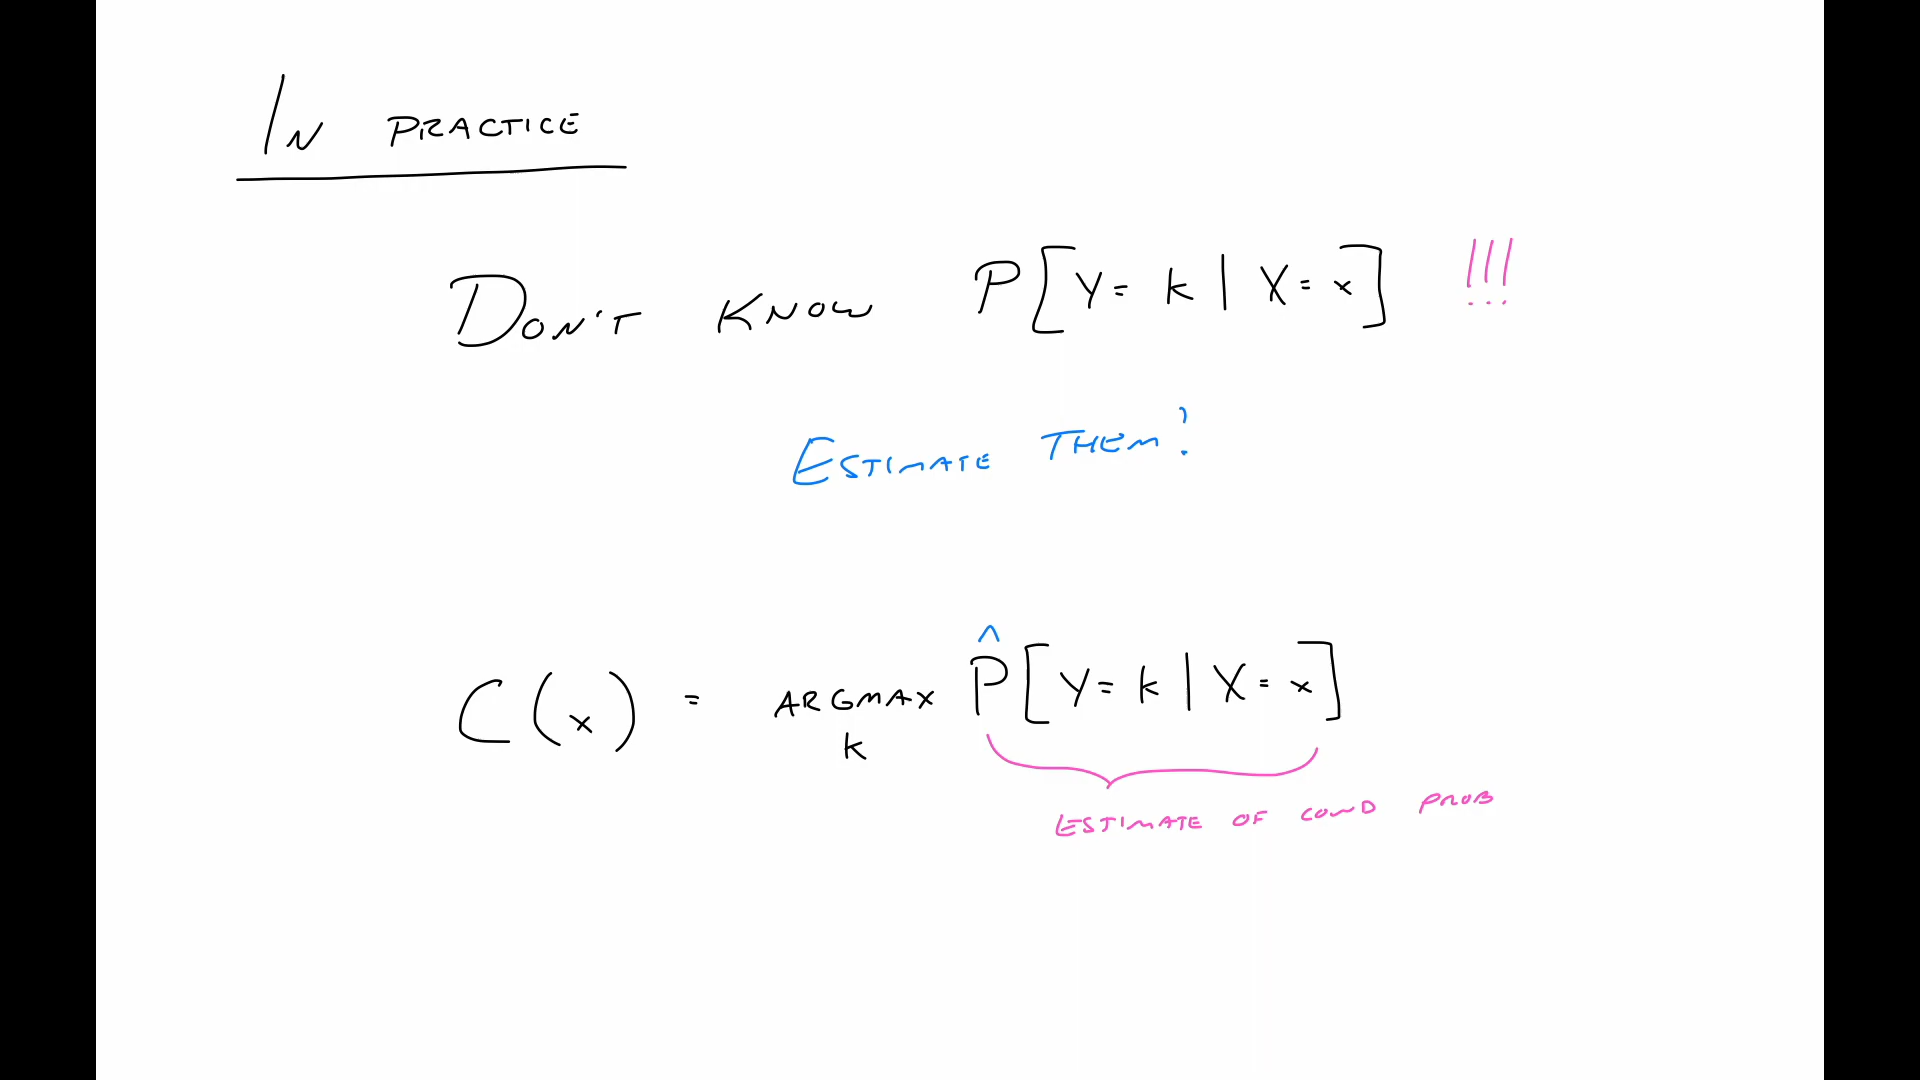 IN PRACTICE
DON'T KNOW P[Y = k | X = x] !!!
ESTIMATE THEM?
C(x) = ARGMAX P̂[Y = k | X = x]
k
ESTIMATE OF COND PROB